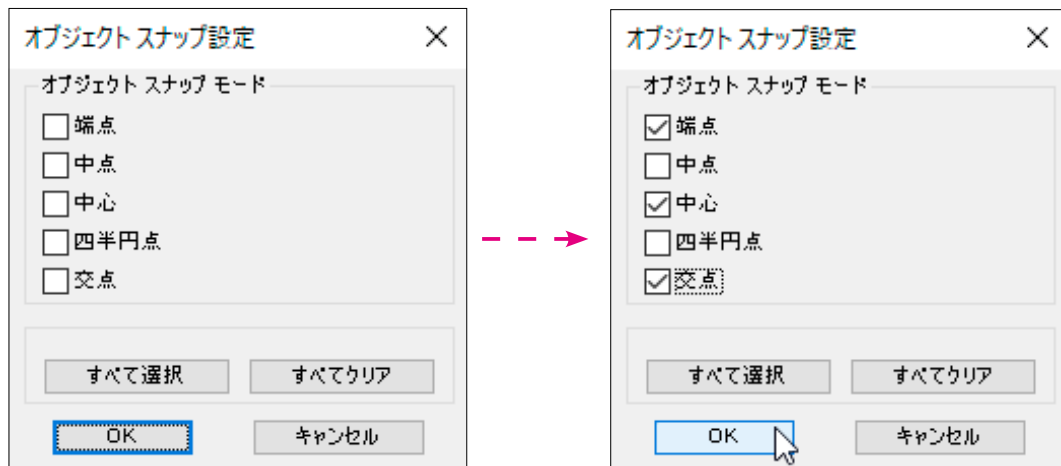 オブジェクト スナップ設定
オブジェクト スナップ モード
端点
中点
中心
四半円点
交点
すべて選択 すべてクリア
OK キャンセル
オブジェクト スナップ設定
オブジェクト スナップ モード
端点
中点
中心
四半円点
交点
すべて選択 すべてクリア
OK キャンセル